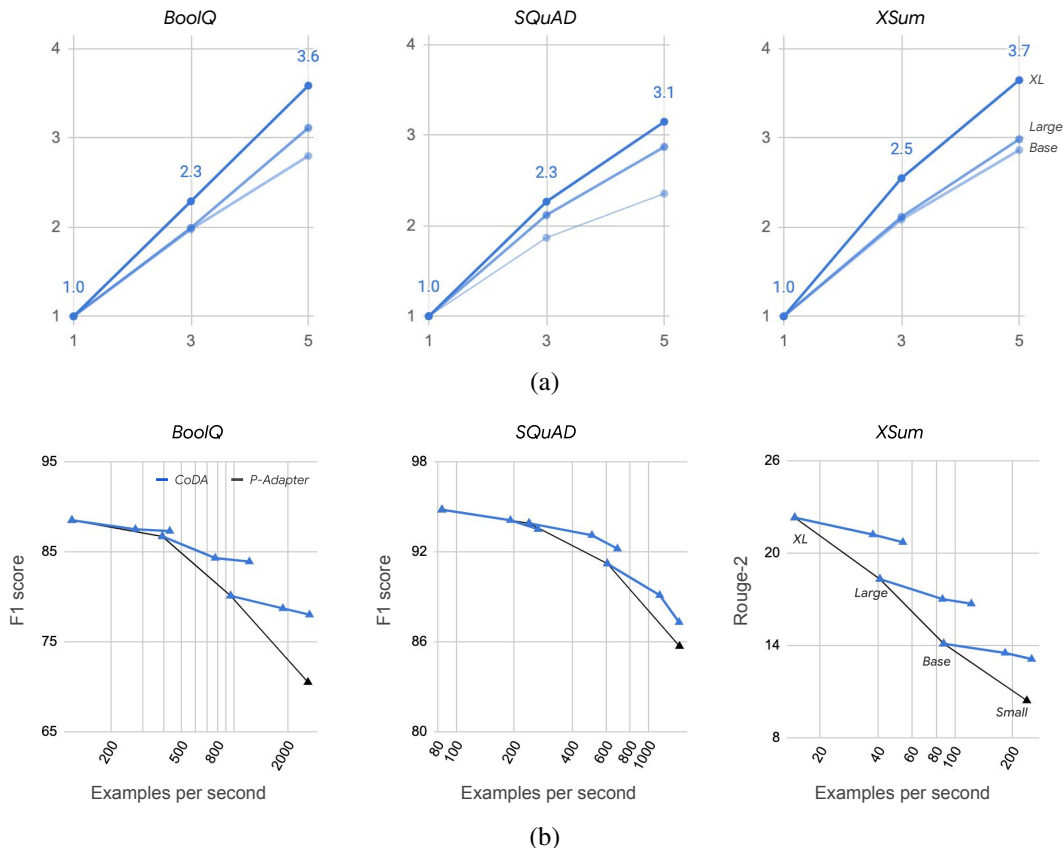 BoolQ
4
3
2
1
1.0
2.3
3.6
1 3 5
SQuAD
4
3
2
1
1.0
2.3
3.1
1 3 5
XSum
4
3
2
1
1.0
2.5
3.7
XL
Large
Base
1 3 5
(a)
BoolQ
F1 score
95
85
75
65
CoDA P-Adapter
200 500 800 2000
Examples per second
SQuAD
F1 score
98
92
86
80
80 100 200 400 600 800 1000
Examples per second
XSum
Rouge-2
26
20
14
8
XL
Large
Base
Small
20 40 60 80 100 200
Examples per second
(b)